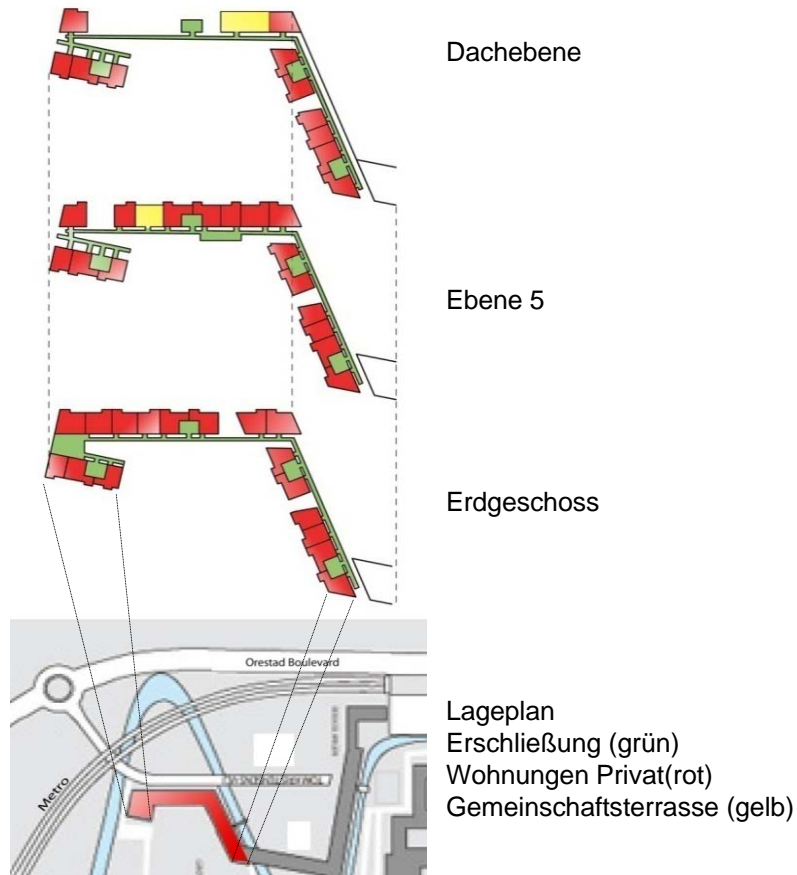 Dachebene
Ebene 5
Erdgeschoss
Orestad Boulevard
Metro
Lageplan
Erschließung (grün)
Wohnungen Privat(rot)
Gemeinschaftsterrasse (gelb)